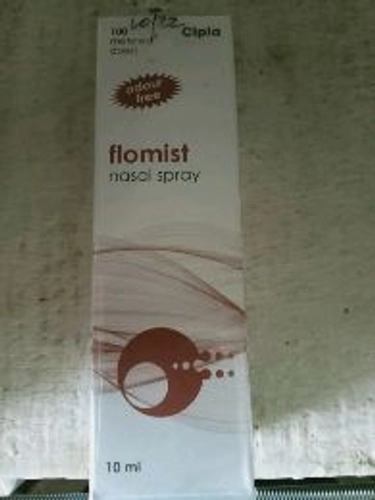 100
metered
doses
Cipla
odour
free
flomist
nasal spray
10 ml